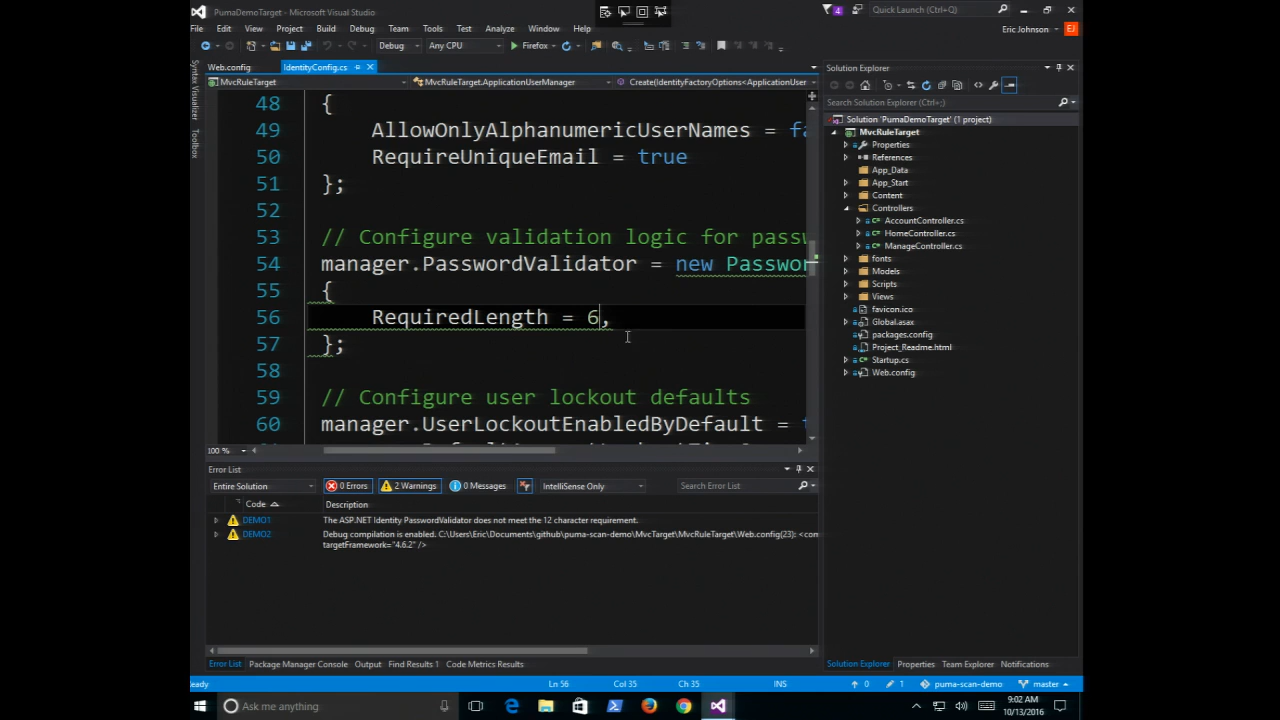 PumaDemoTarget - Microsoft Visual Studio
4
Quick Launch (Ctrl+;)
File Edit View Project Build Debug Team Tools Test Analyze Window Help
Eric Johnson EJ
Debug Any CPU Firefox
Syntax Visualizer
Toolbox
Web.config IdentityConfig.cs
MvcRuleTarget MvcRuleTarget.ApplicationUserManager Create(IdentityFactoryOptions<ApplicationUser
48 {
49 AllowOnlyAlphanumericUserNames = fa
50 RequireUniqueEmail = true
51 };
52
53 // Configure validation logic for passw
54 manager.PasswordValidator = new Passwor
55 {
56 RequiredLength = 6,
57 };
58
59 // Configure user lockout defaults
60 manager.UserLockoutEnabledByDefault = t
100 %
Solution Explorer
Search Solution Explorer (Ctrl+;)
Solution 'PumaDemoTarget' (1 project)
MvcRuleTarget
Properties
References
App_Data
App_Start
Content
Controllers
AccountController.cs
HomeController.cs
ManageController.cs
fonts
Models
Scripts
Views
favicon.ico
Global.asax
packages.config
Project_Readme.html
Startup.cs
Web.config
Error List
Entire Solution 0 Errors 2 Warnings 0 Messages IntelliSense Only Search Error List
Code Description
DEMO1 The ASP.NET Identity PasswordValidator does not meet the 12 character requirement.
DEMO2 Debug compilation is enabled. C:\Users\Eric\Documents\github\puma-scan-demo\MvcTarget\MvcRuleTarget\Web.config(23): <com
targetFramework="4.6.2" />
Error List Package Manager Console Output Find Results 1 Code Metrics Results
Solution Explorer Properties Team Explorer Notifications
Ready Ln 56 Col 35 Ch 35 INS 0 1 puma-scan-demo master
Ask me anything
9:02 AM
10/13/2016